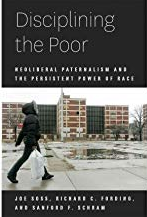 Disciplining
the Poor
NEOLIBERAL PATERNALISM AND
THE PERSISTENT POWER OF RACE
JOE SOSS, RICHARD C. FORDING,
AND SANFORD F. SCHRAM